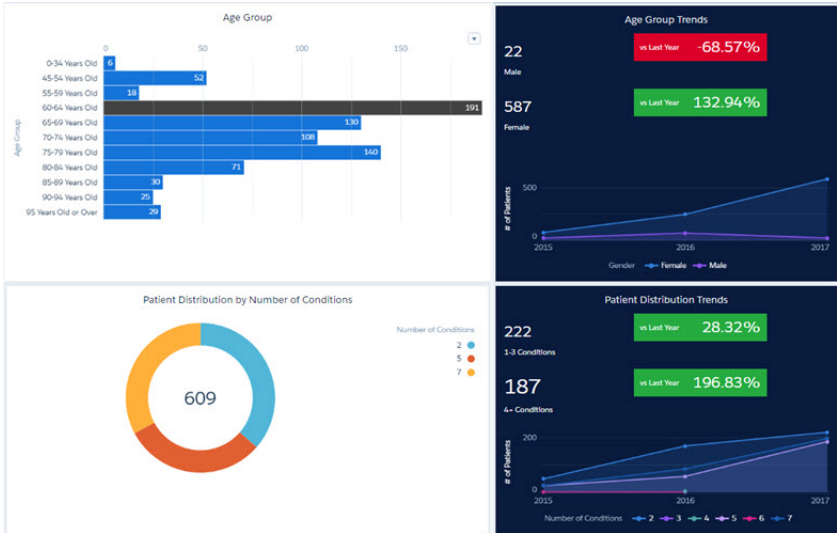 Age Group
0
50
100
150
Age Group
0-34 Years Old 6
45-54 Years Old 52
55-59 Years Old 18
60-64 Years Old 191
65-69 Years Old 130
70-74 Years Old 108
75-79 Years Old 140
80-84 Years Old 71
85-89 Years Old 30
90-94 Years Old 25
95 Years Old or Over 29
Age Group Trends
22 vs Last Year -68.57%
Male
587 vs Last Year 132.94%
Female
# of Patients
500
0
2015 2016 2017
Gender Female Male
Patient Distribution by Number of Conditions
Number of Conditions
2
5
7
609
Patient Distribution Trends
222 vs Last Year 28.32%
1-3 Conditions
187 vs Last Year 196.83%
4+ Conditions
# of Patients
200
0
2015 2016 2017
Number of Conditions 2 3 4 5 6 7